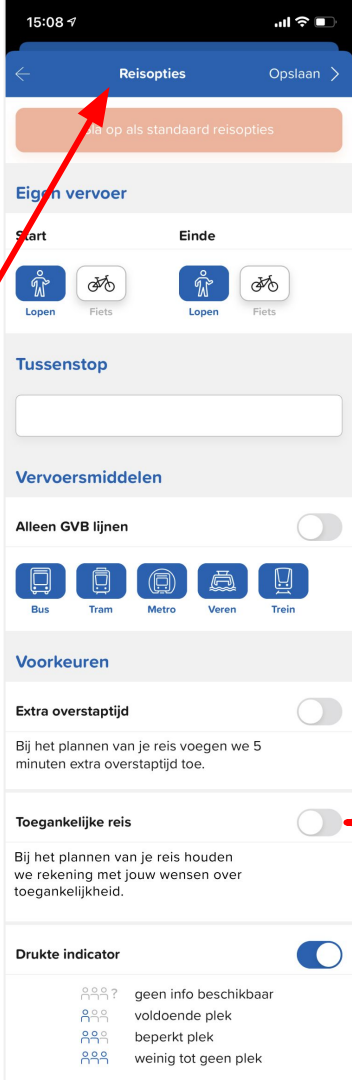 15:08
Reisopties
Opslaan
op als standaard reisopties
Eigen vervoer
Start Einde
Lopen Fiets Lopen Fiets
Tussenstop
Vervoersmiddelen
Alleen GVB lijnen
Bus Tram Metro Veren Trein
Voorkeuren
Extra overstaptijd
Bij het plannen van je reis voegen we 5
minuten extra overstaptijd toe.
Toegankelijke reis
Bij het plannen van je reis houden
we rekening met jouw wensen over
toegankelijkheid.
Drukte indicator
? geen info beschikbaar
voldoende plek
beperkt plek
weinig tot geen plek